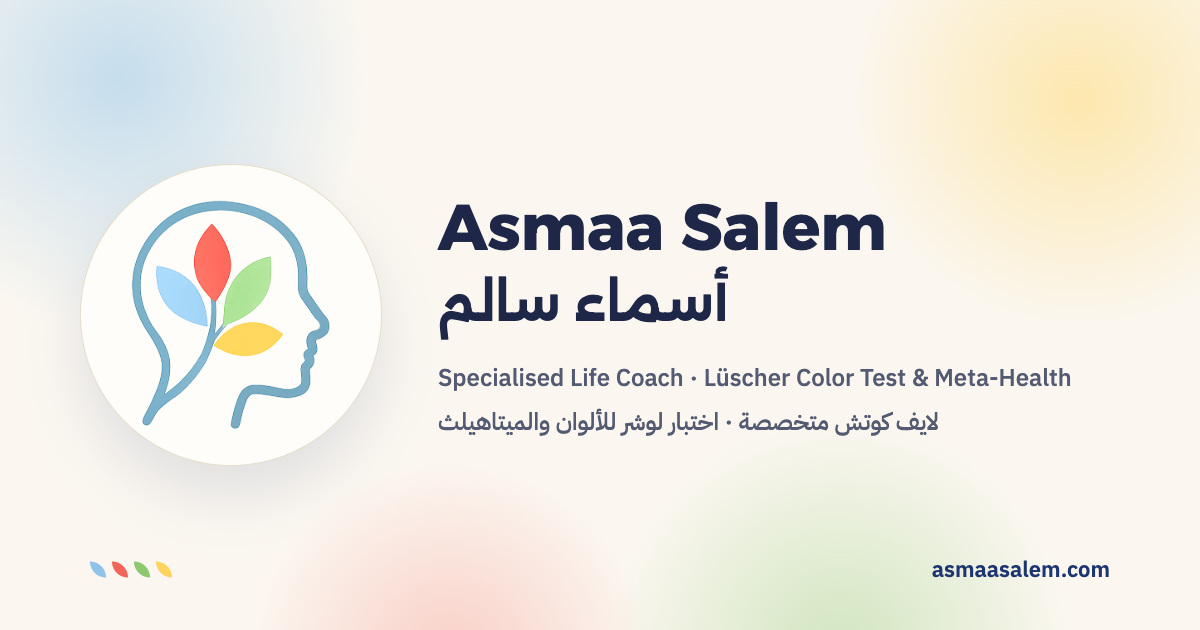 Asmaa Salem
أسماء سالم
Specialised Life Coach · Lüscher Color Test & Meta-Health
لايف كوتش متخصصة · اختبار لوشر للألوان والميتاهيلث
asmaasalem.com